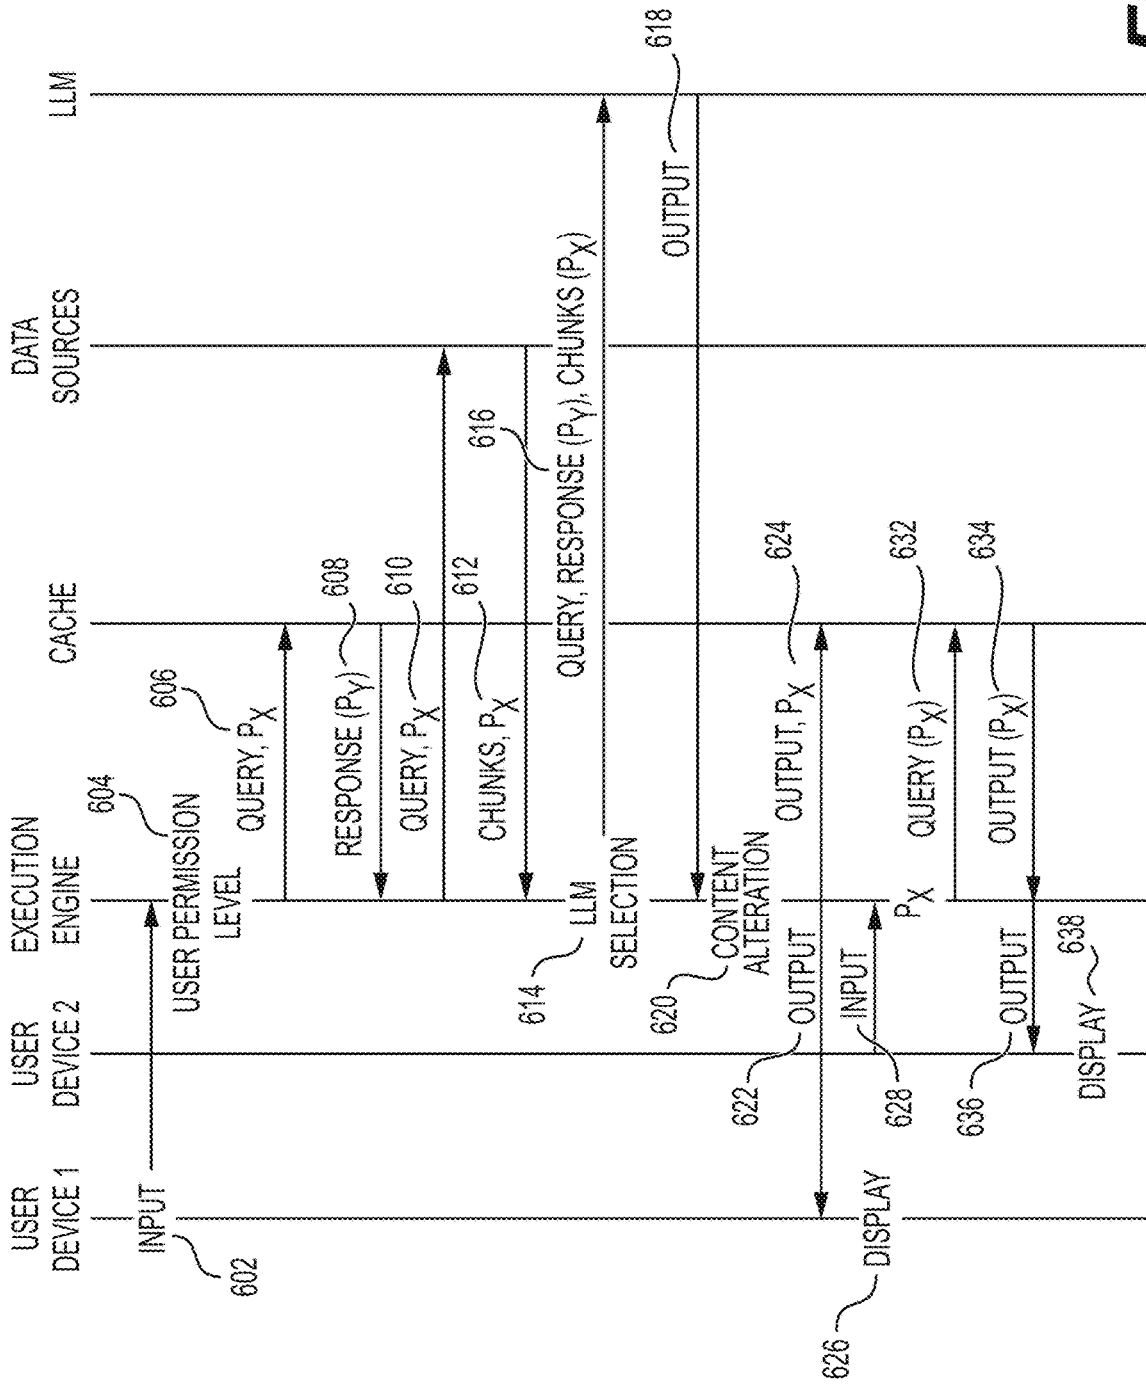 USER
DEVICE 1
USER
DEVICE 2
EXECUTION
ENGINE
CACHE
DATA
SOURCES
LLM
INPUT
602
604
USER PERMISSION
LEVEL
606
QUERY, PX
608
RESPONSE (PY)
610
QUERY, PX
612
CHUNKS, PX
614
LLM
SELECTION
616
QUERY, RESPONSE (PY), CHUNKS (PX)
618
OUTPUT
620
CONTENT
ALTERATION
622
OUTPUT
624
OUTPUT, PX
626
DISPLAY
628
INPUT
PX
632
QUERY (PX)
634
OUTPUT (PX)
636
OUTPUT
638
DISPLAY